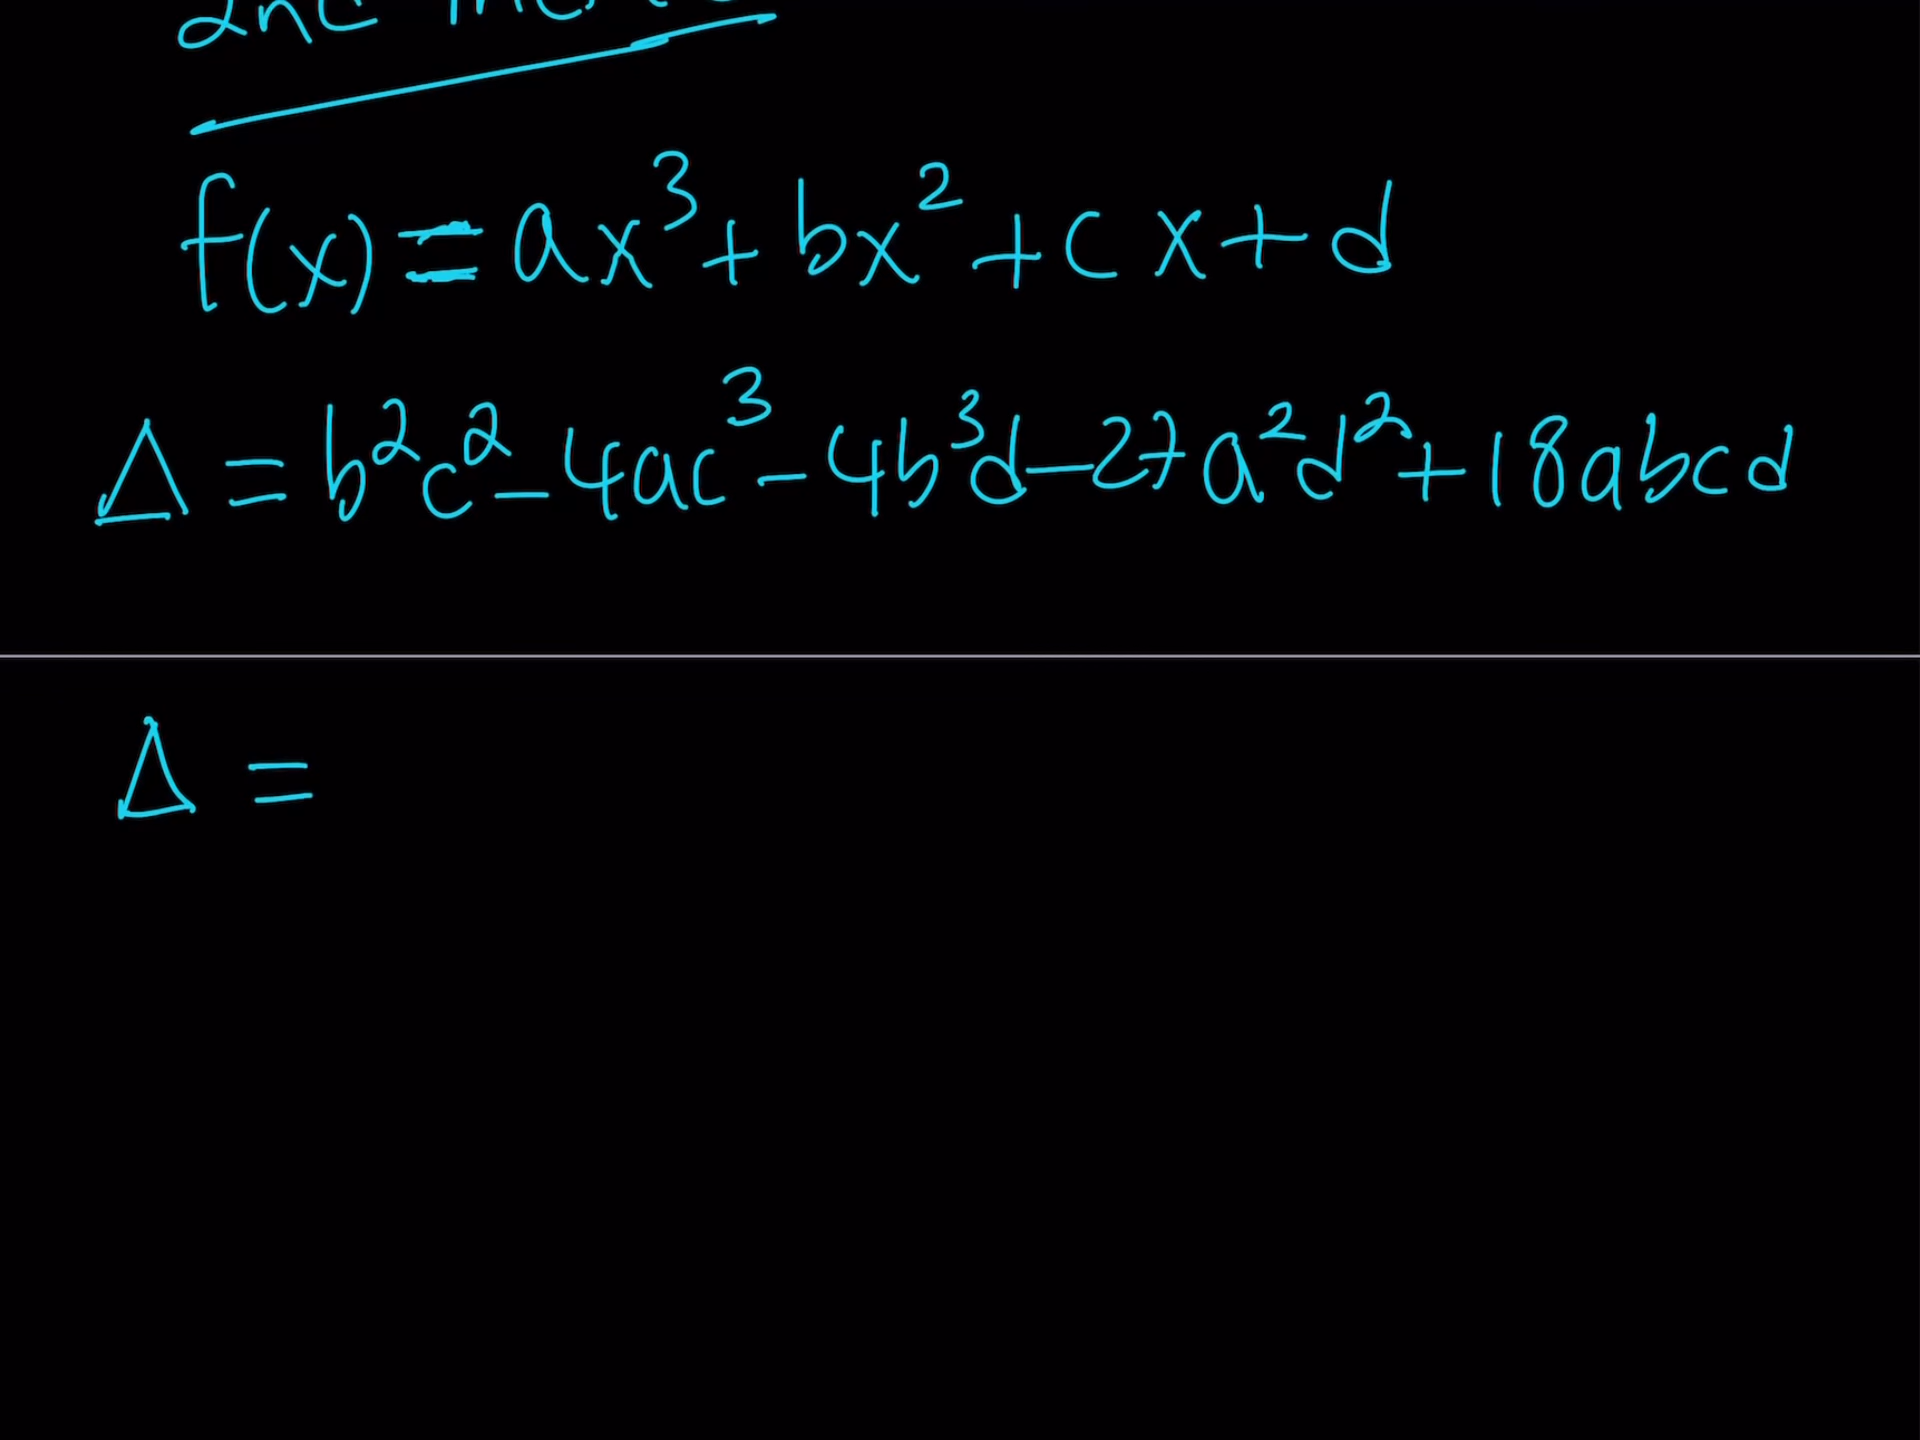 f(x) = ax³ + bx² + cx + d
Δ = b²c² - 4ac³ - 4b³d - 27a²d² + 18abcd
Δ =